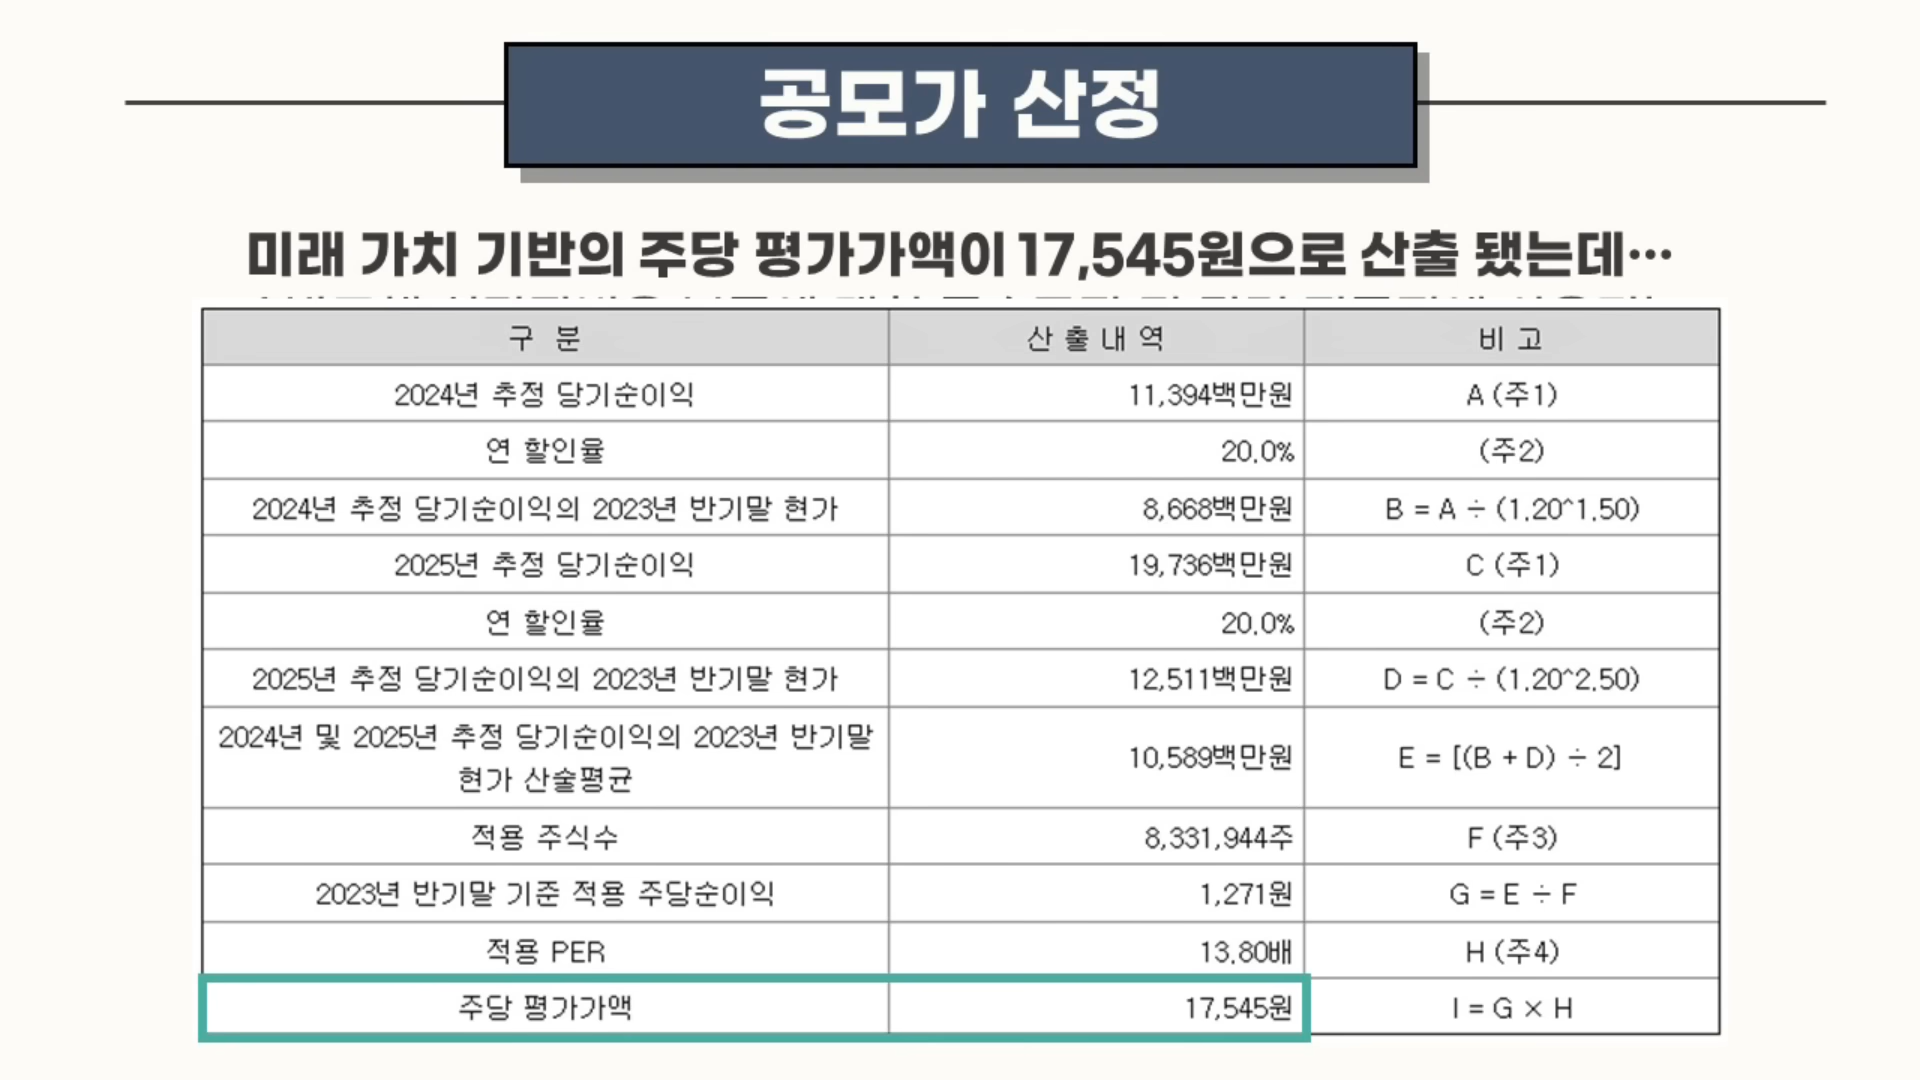 공모가 산정
미래 가치 기반의 주당 평가가액이 17,545원으로 산출 됐는데…
구 분 산 출 내 역 비 고
2024년 추정 당기순이익 11,394백만원 A (주1)
연 할인율 20.0% (주2)
2024년 추정 당기순이익의 2023년 반기말 현가 8,668백만원 B = A ÷ (1.20^1.50)
2025년 추정 당기순이익 19,736백만원 C (주1)
연 할인율 20.0% (주2)
2025년 추정 당기순이익의 2023년 반기말 현가 12,511백만원 D = C ÷ (1.20^2.50)
2024년 및 2025년 추정 당기순이익의 2023년 반기말
현가 산술평균 10,589백만원 E = [(B + D) ÷ 2]
적용 주식수 8,331,944주 F (주3)
2023년 반기말 기준 적용 주당순이익 1,271원 G = E ÷ F
적용 PER 13.80배 H (주4)
주당 평가가액 17,545원 I = G × H